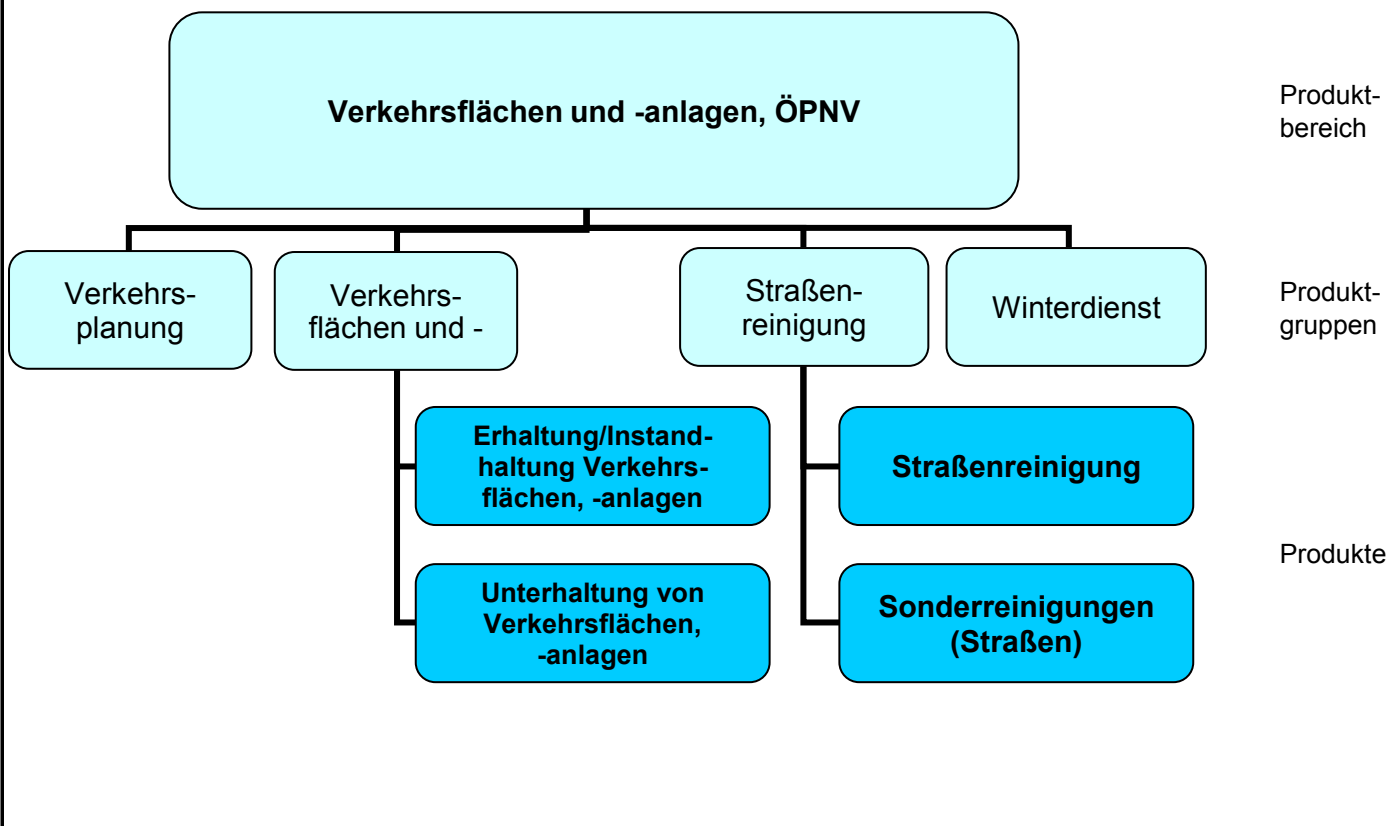 Verkehrsflächen und -anlagen, ÖPNV
Produkt-
bereich
Verkehrs-
planung
Verkehrs-
flächen und -
Straßen-
reinigung
Winterdienst
Produkt-
gruppen
Erhaltung/Instand-
haltung Verkehrs-
flächen, -anlagen
Straßenreinigung
Unterhaltung von
Verkehrsflächen,
-anlagen
Sonderreinigungen
(Straßen)
Produkte